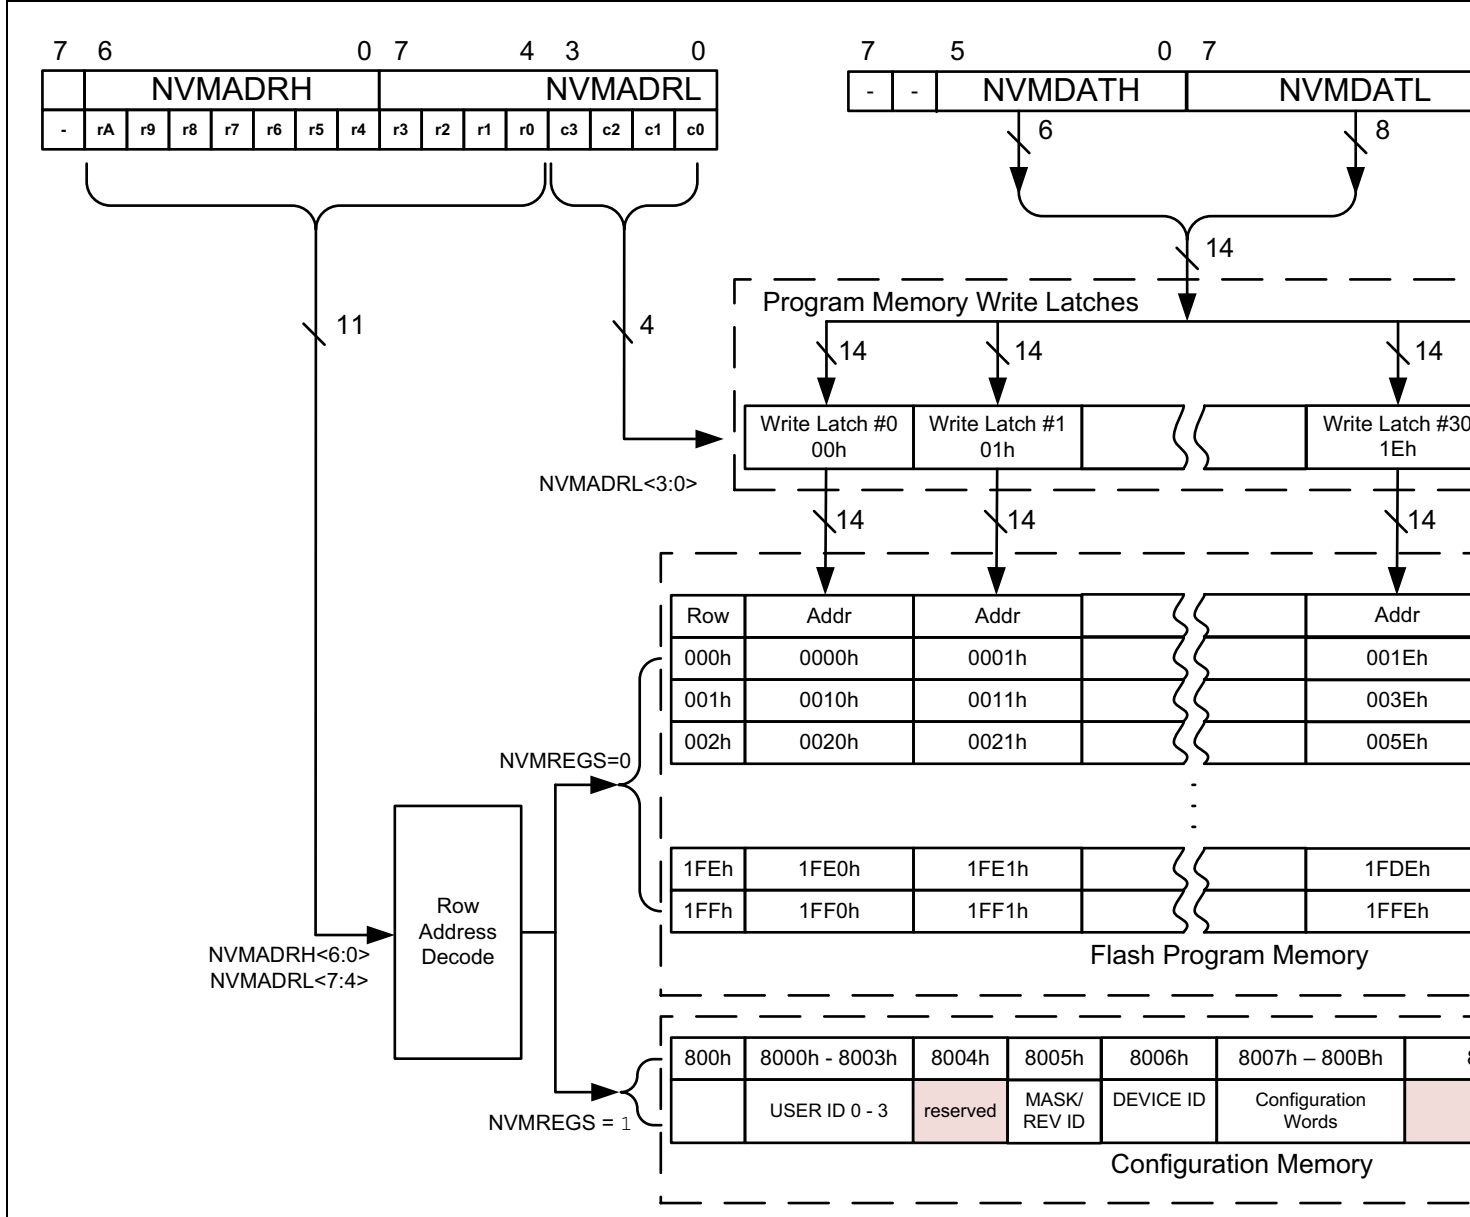 7 6 0 7 4 3 0
NVMADRH NVMADRL
- rA r9 r8 r7 r6 r5 r4 r3 r2 r1 r0 c3 c2 c1 c0
7 5 0 7
- - NVMDATH NVMDATL
6 8
14
Program Memory Write Latches
11 4
14 14 14
Write Latch #0 Write Latch #1 Write Latch #30
00h 01h 1Eh
NVMADRL<3:0>
14 14 14
Row Addr Addr Addr
000h 0000h 0001h 001Eh
001h 0010h 0011h 003Eh
002h 0020h 0021h 005Eh
NVMREGS=0
1FEh 1FE0h 1FE1h 1FDEh
1FFh 1FF0h 1FF1h 1FFEh
Flash Program Memory
Row
Address
Decode
NVMADRH<6:0>
NVMADRL<7:4>
800h 8000h - 8003h 8004h 8005h 8006h 8007h – 800Bh
USER ID 0 - 3 reserved MASK/ DEVICE ID Configuration
REV ID Words
NVMREGS = 1
Configuration Memory